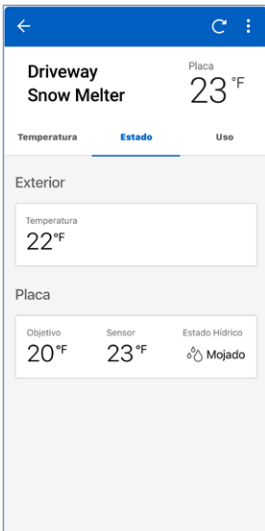 Driveway
Snow Melter
Placa
23 °F
Temperatura Estado Uso
Exterior
Temperatura
22°F
Placa
Objetivo Sensor Estado Hídrico
20°F 23°F Mojado